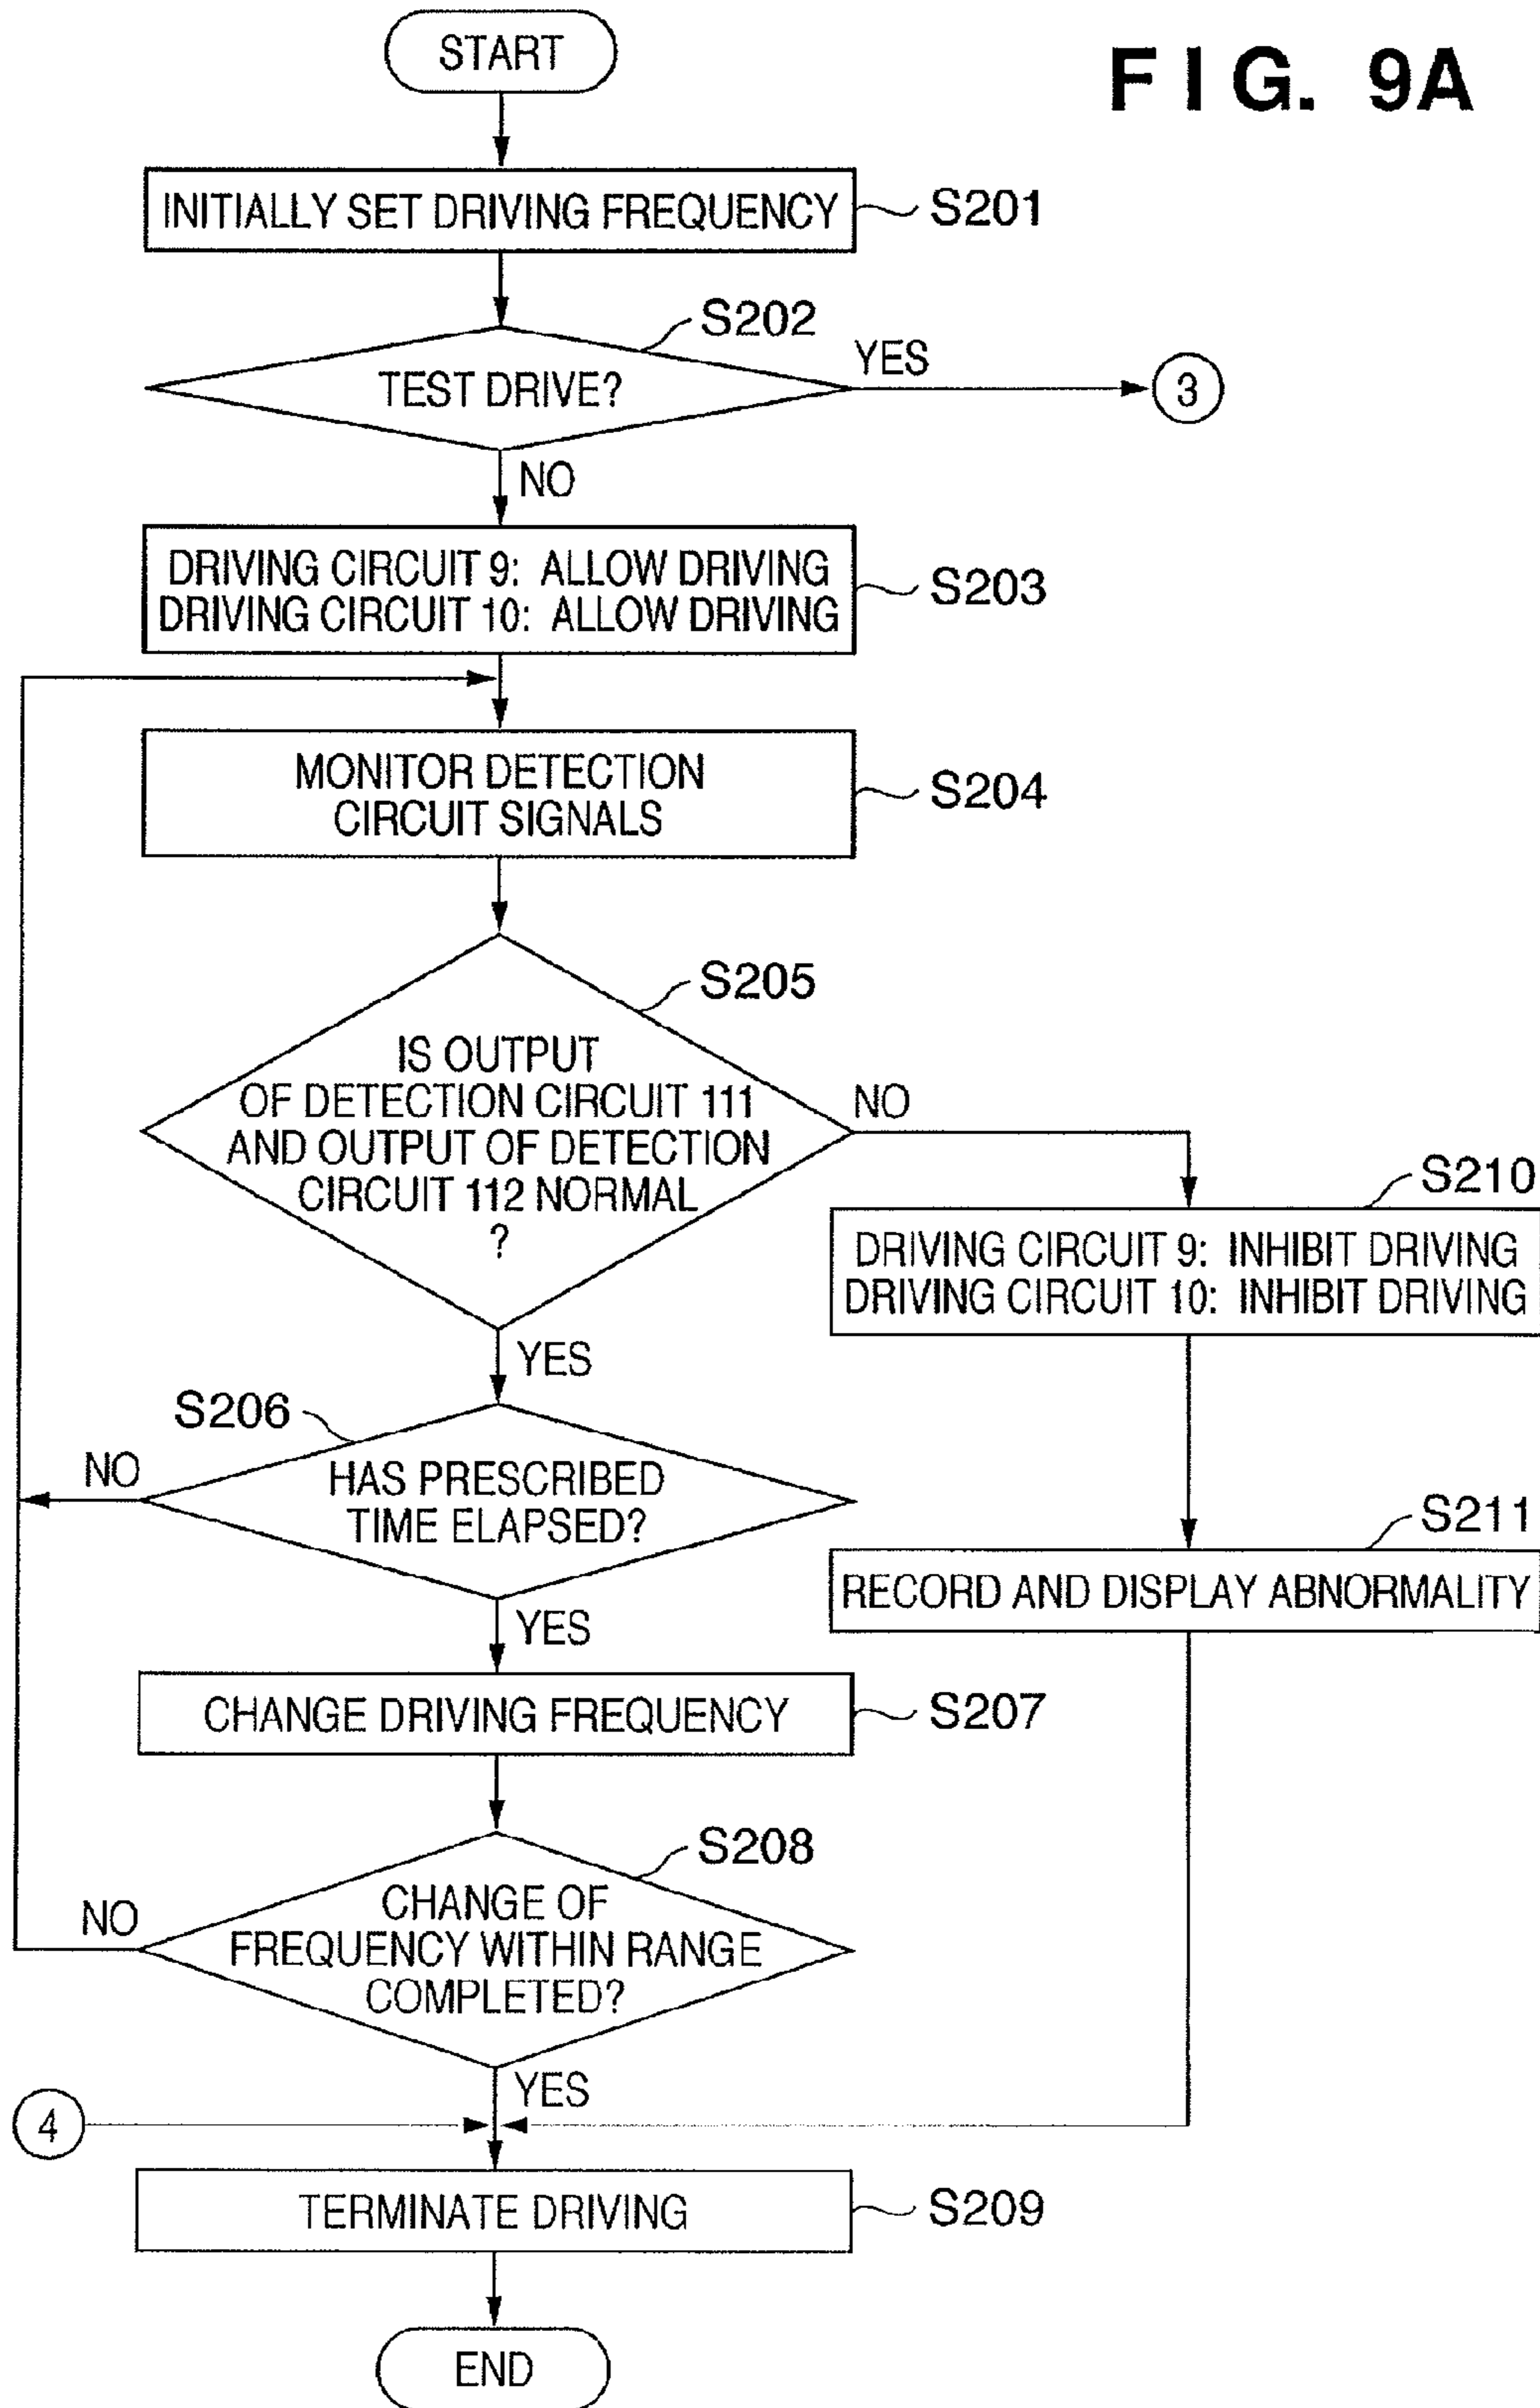 START
FIG. 9A
INITIALLY SET DRIVING FREQUENCY
S201
S202
TEST DRIVE?
YES
3
NO
DRIVING CIRCUIT 9: ALLOW DRIVING
DRIVING CIRCUIT 10: ALLOW DRIVING
S203
MONITOR DETECTION
CIRCUIT SIGNALS
S204
S205
IS OUTPUT
OF DETECTION CIRCUIT 111
AND OUTPUT OF DETECTION
CIRCUIT 112 NORMAL
?
NO
YES
S210
DRIVING CIRCUIT 9: INHIBIT DRIVING
DRIVING CIRCUIT 10: INHIBIT DRIVING
S206
HAS PRESCRIBED
TIME ELAPSED?
NO
YES
S211
RECORD AND DISPLAY ABNORMALITY
CHANGE DRIVING FREQUENCY
S207
S208
CHANGE OF
FREQUENCY WITHIN RANGE
COMPLETED?
NO
YES
4
TERMINATE DRIVING
S209
END